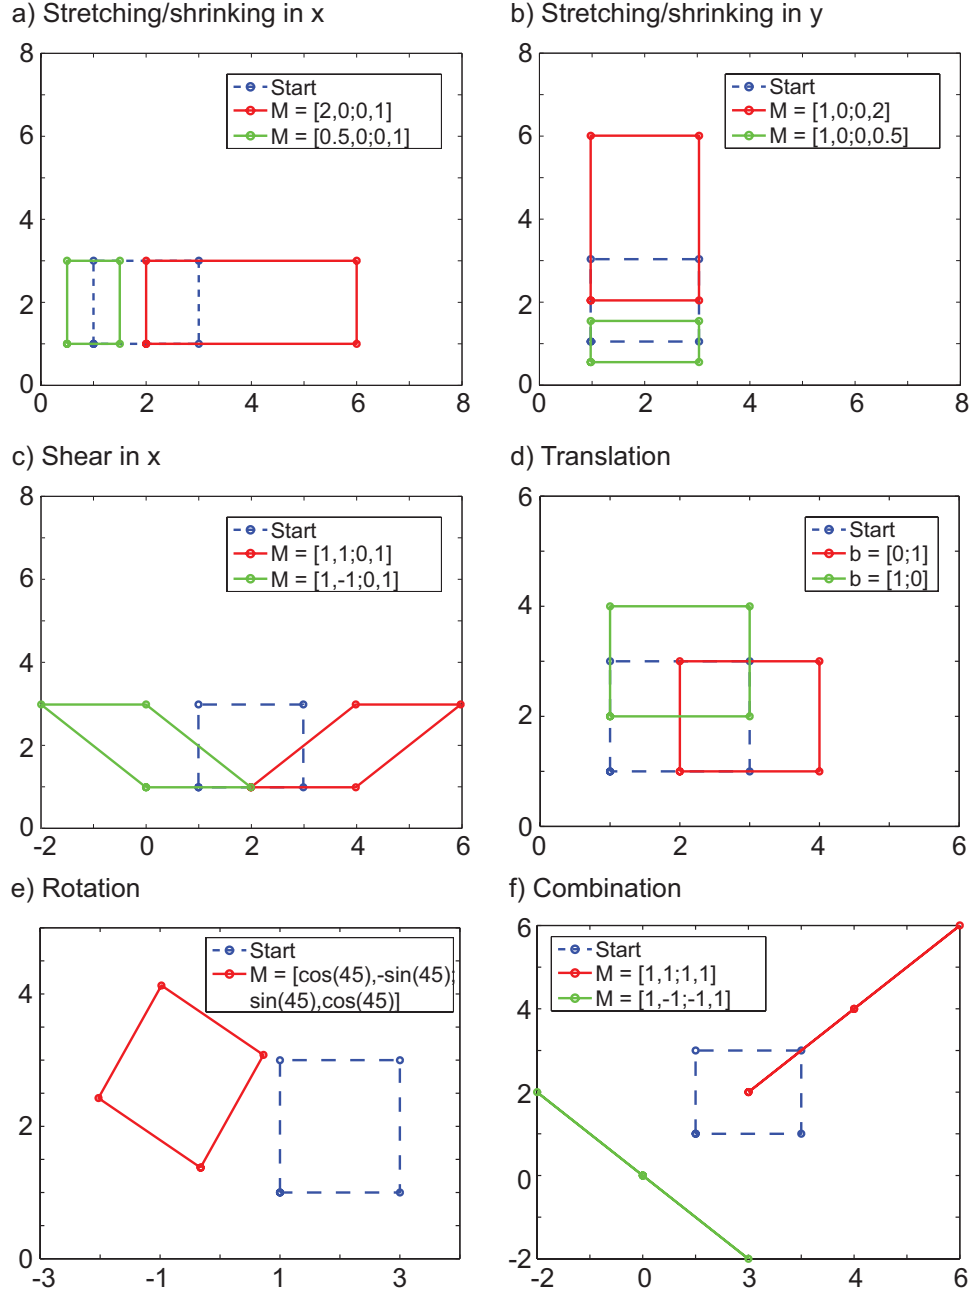 a) Stretching/shrinking in x
8
6
4
2
0
0 2 4 6 8
Start
M = [2,0;0,1]
M = [0.5,0;0,1]
b) Stretching/shrinking in y
8
6
4
2
0
0 2 4 6 8
Start
M = [1,0;0,2]
M = [1,0;0,0.5]
c) Shear in x
8
6
4
2
0
-2 0 2 4 6
Start
M = [1,1;0,1]
M = [1,-1;0,1]
d) Translation
6
4
2
0
0 2 4 6
Start
b = [0;1]
b = [1;0]
e) Rotation
4
2
0
-3 -1 1 3
Start
M = [cos(45),-sin(45);
sin(45),cos(45)]
f) Combination
6
4
2
0
-2
-2 0 3 4 6
Start
M = [1,1;1,1]
M = [1,-1;-1,1]